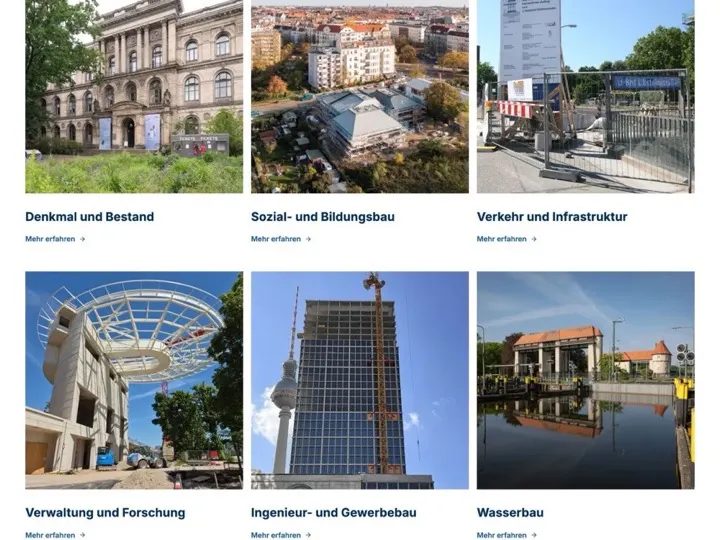 Denkmal und Bestand
Mehr erfahren →
Sozial- und Bildungsbau
Mehr erfahren →
Verkehr und Infrastruktur
Mehr erfahren →
Verwaltung und Forschung
Mehr erfahren →
Ingenieur- und Gewerbebau
Mehr erfahren →
Wasserbau
Mehr erfahren →